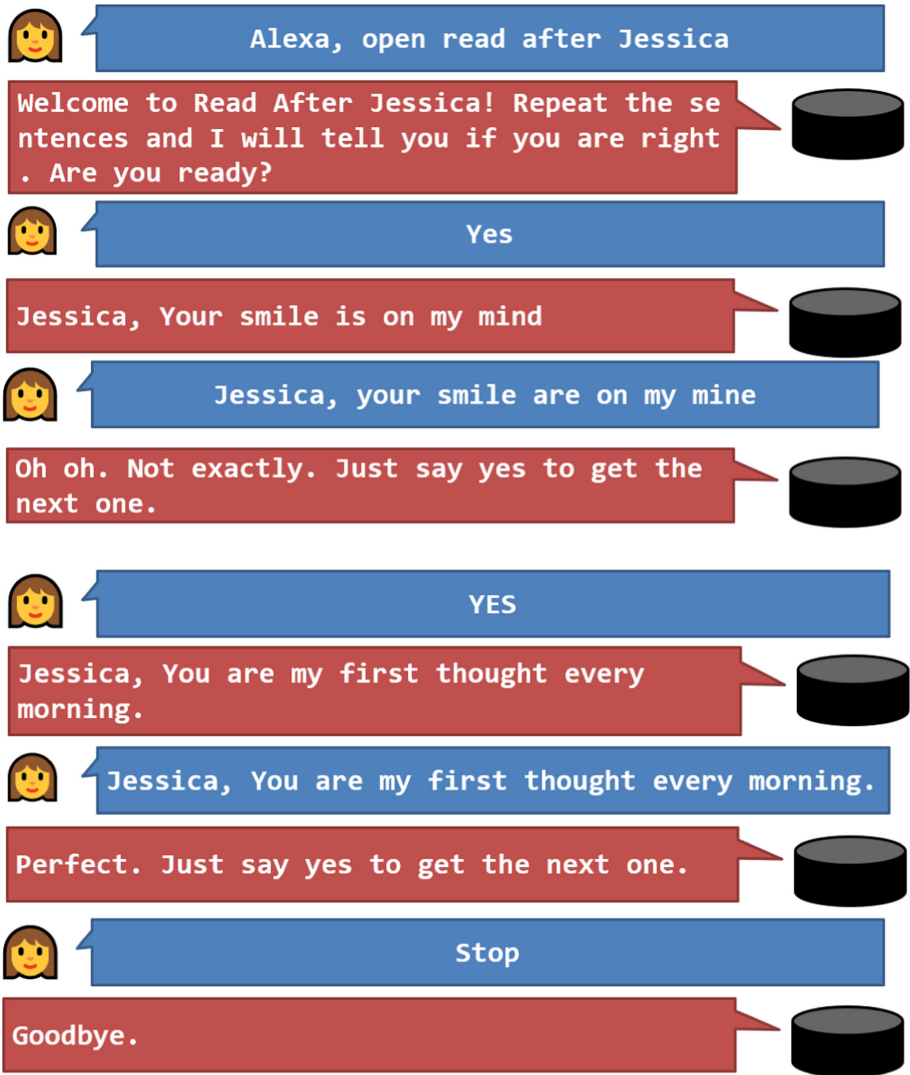 Alexa, open read after Jessica
Welcome to Read After Jessica! Repeat the se
ntences and I will tell you if you are right
. Are you ready?
Yes
Jessica, Your smile is on my mind
Jessica, your smile are on my mine
Oh oh. Not exactly. Just say yes to get the
next one.
YES
Jessica, You are my first thought every
morning.
Jessica, You are my first thought every morning.
Perfect. Just say yes to get the next one.
Stop
Goodbye.